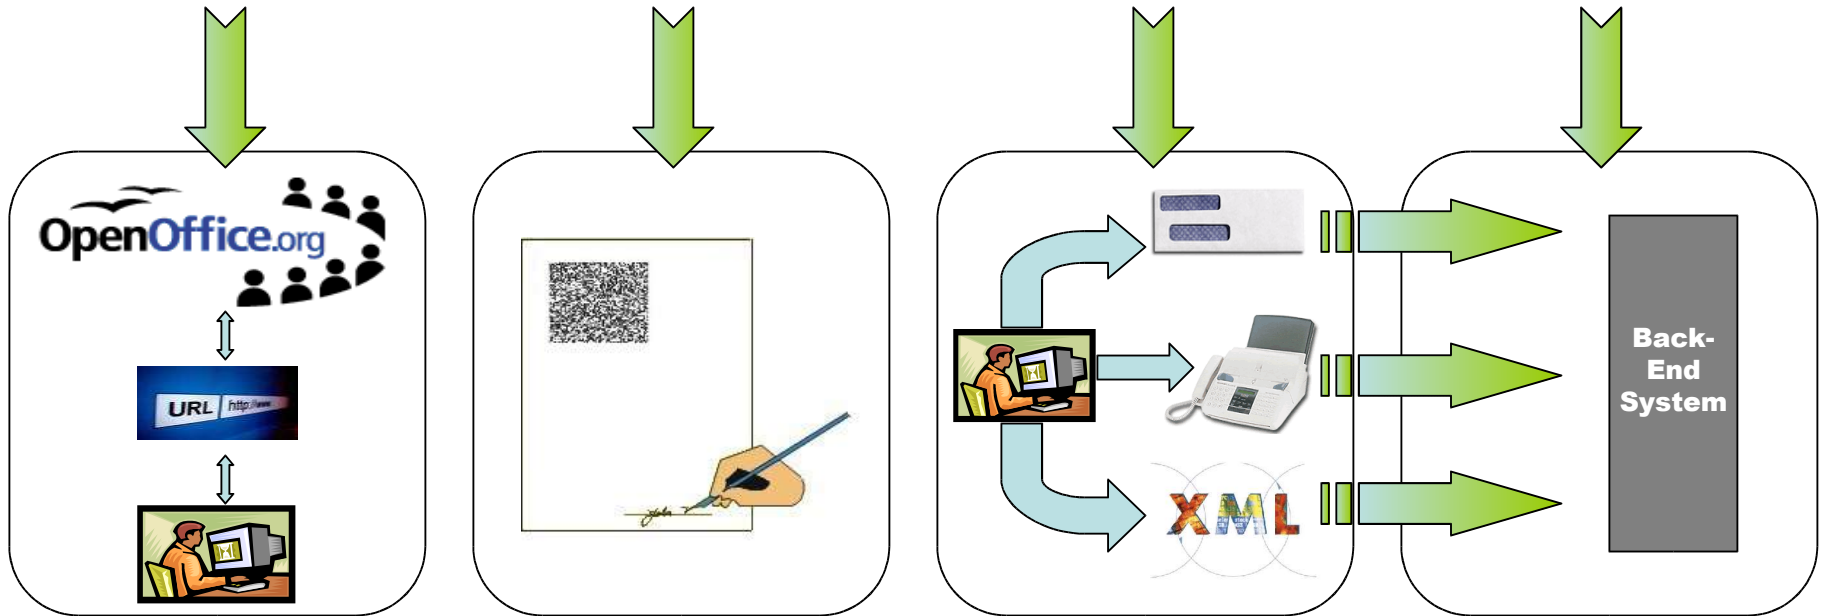 OpenOffice.org
URL http://www
XML
Back-
End
System